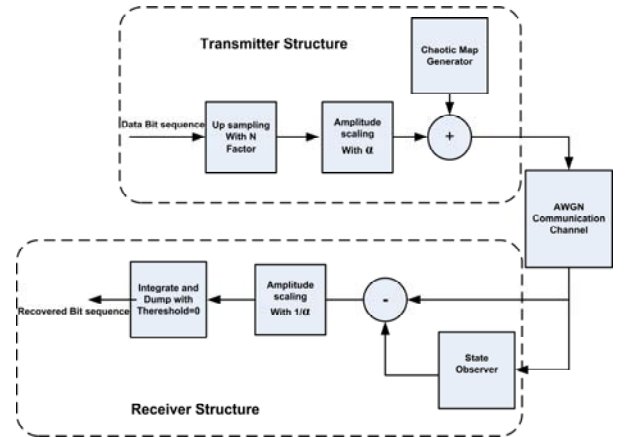 Transmitter Structure
Chaotic Map
Generator
Data Bit sequence
Up sampling
With N
Factor
Amplitude
scaling
With α
+
AWGN
Communication
Channel
Recovered Bit sequence
Integrate and
Dump with
Thereshold=0
Amplitude
scaling
With 1/α
-
State
Observer
Receiver Structure